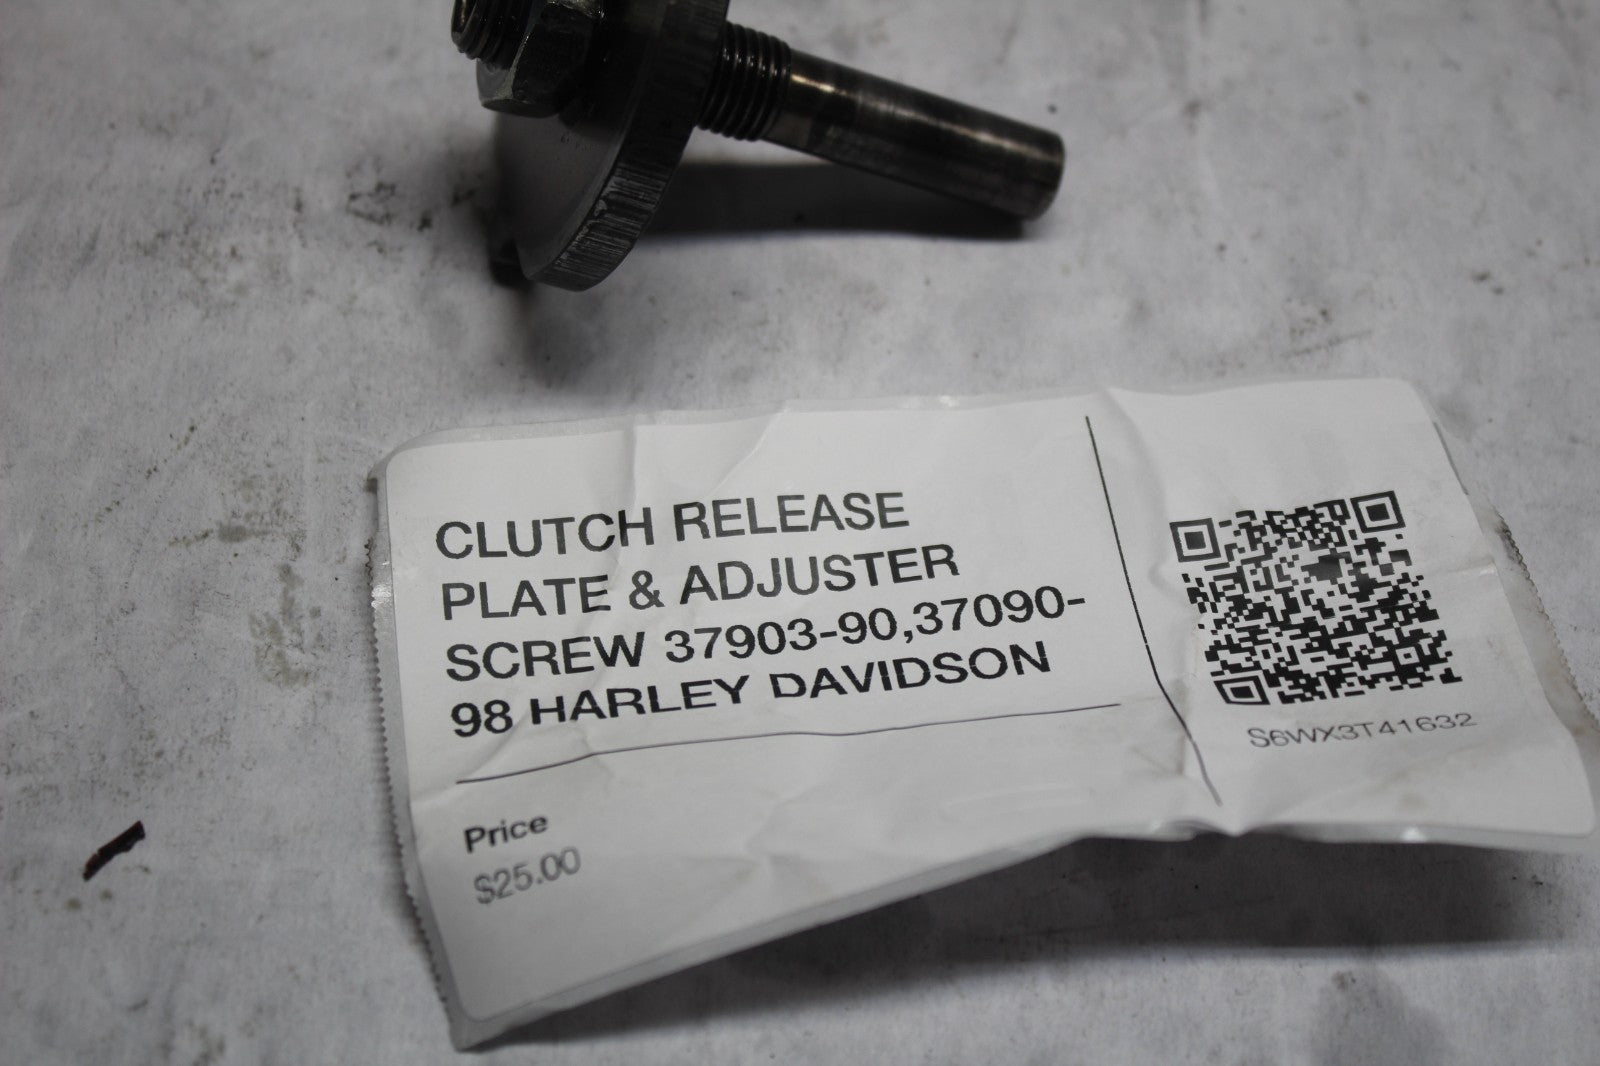 CLUTCH RELEASE
PLATE & ADJUSTER
SCREW 37903-90,37090-
98 HARLEY DAVIDSON
Price
$25.00
S6WX3T41632